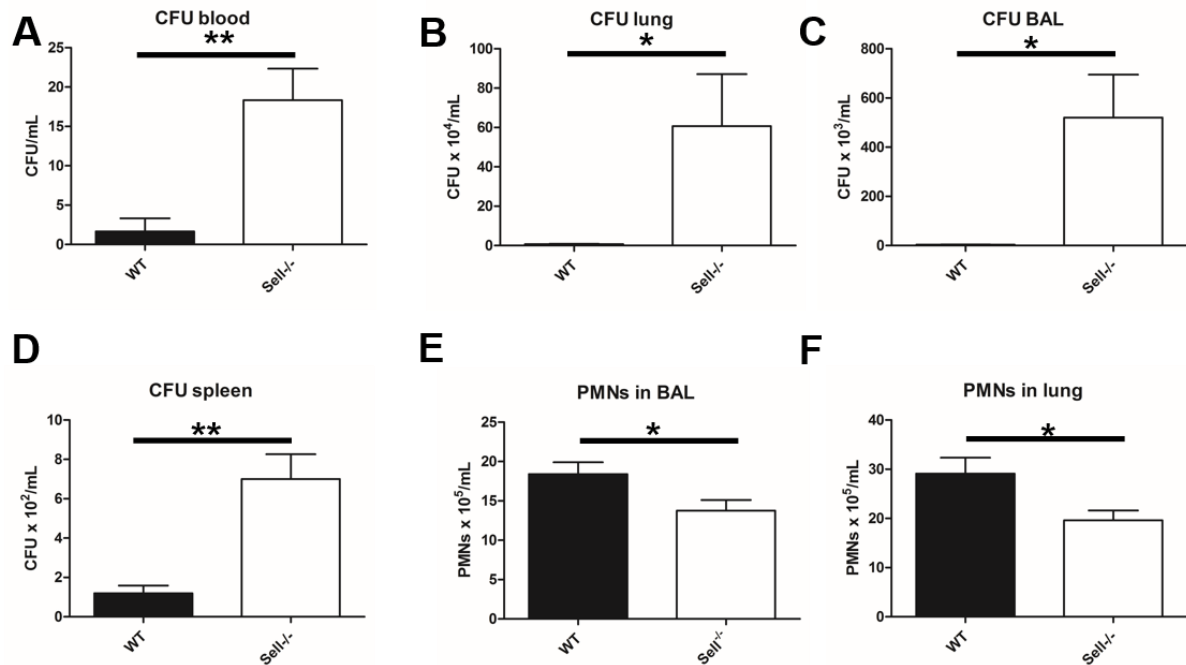 A
CFU blood
**
CFU/mL
25
20
15
10
5
0
WT
Sell-/-
B
CFU lung
*
CFU x 10⁴/mL
100
80
60
40
20
0
WT
Sell-/-
C
CFU BAL
*
CFU x 10³/mL
800
600
400
200
0
WT
Sell-/-
D
CFU spleen
**
CFU x 10²/mL
10
8
6
4
2
0
WT
Sell-/-
E
PMNs in BAL
*
PMNs x 10⁵/mL
25
20
15
10
5
0
WT
Sell⁻/⁻
F
PMNs in lung
*
PMNs x 10⁵/mL
40
30
20
10
0
WT
Sell-/-